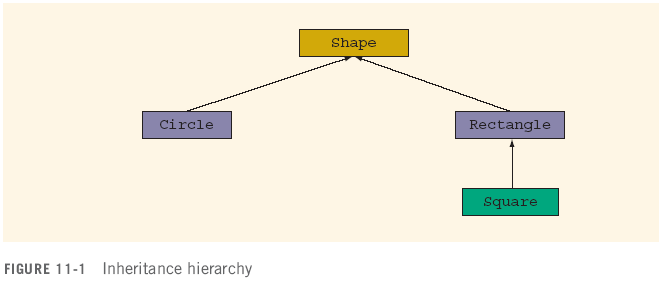 Shape
Circle
Rectangle
Square
FIGURE 11-1 Inheritance hierarchy